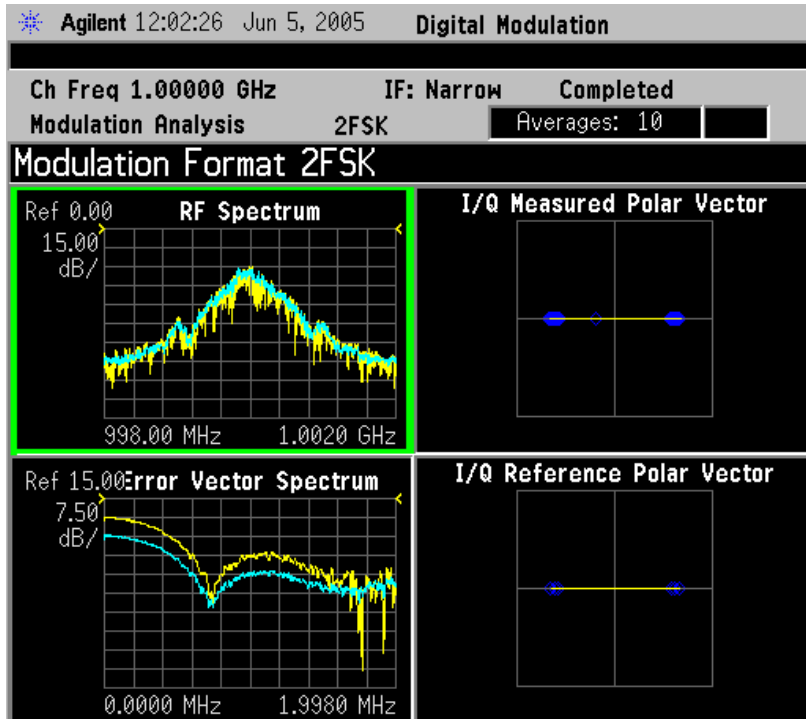 Agilent 12:02:26 Jun 5, 2005 Digital Modulation
Ch Freq 1.00000 GHz IF: Narrow Completed
Modulation Analysis 2FSK Averages: 10
Modulation Format 2FSK
Ref 0.00 RF Spectrum
15.00
dB/
998.00 MHz 1.0020 GHz
I/Q Measured Polar Vector
Ref 15.00 Error Vector Spectrum
7.50
dB/
0.0000 MHz 1.9980 MHz
I/Q Reference Polar Vector